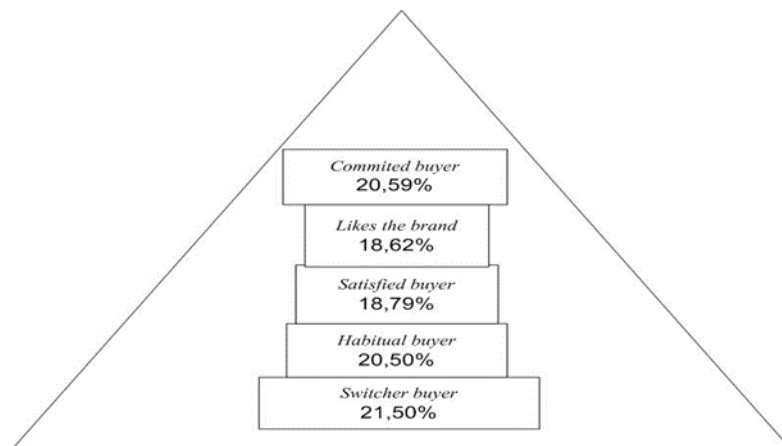 Commited buyer
20,59%
Likes the brand
18,62%
Satisfied buyer
18,79%
Habitual buyer
20,50%
Switcher buyer
21,50%